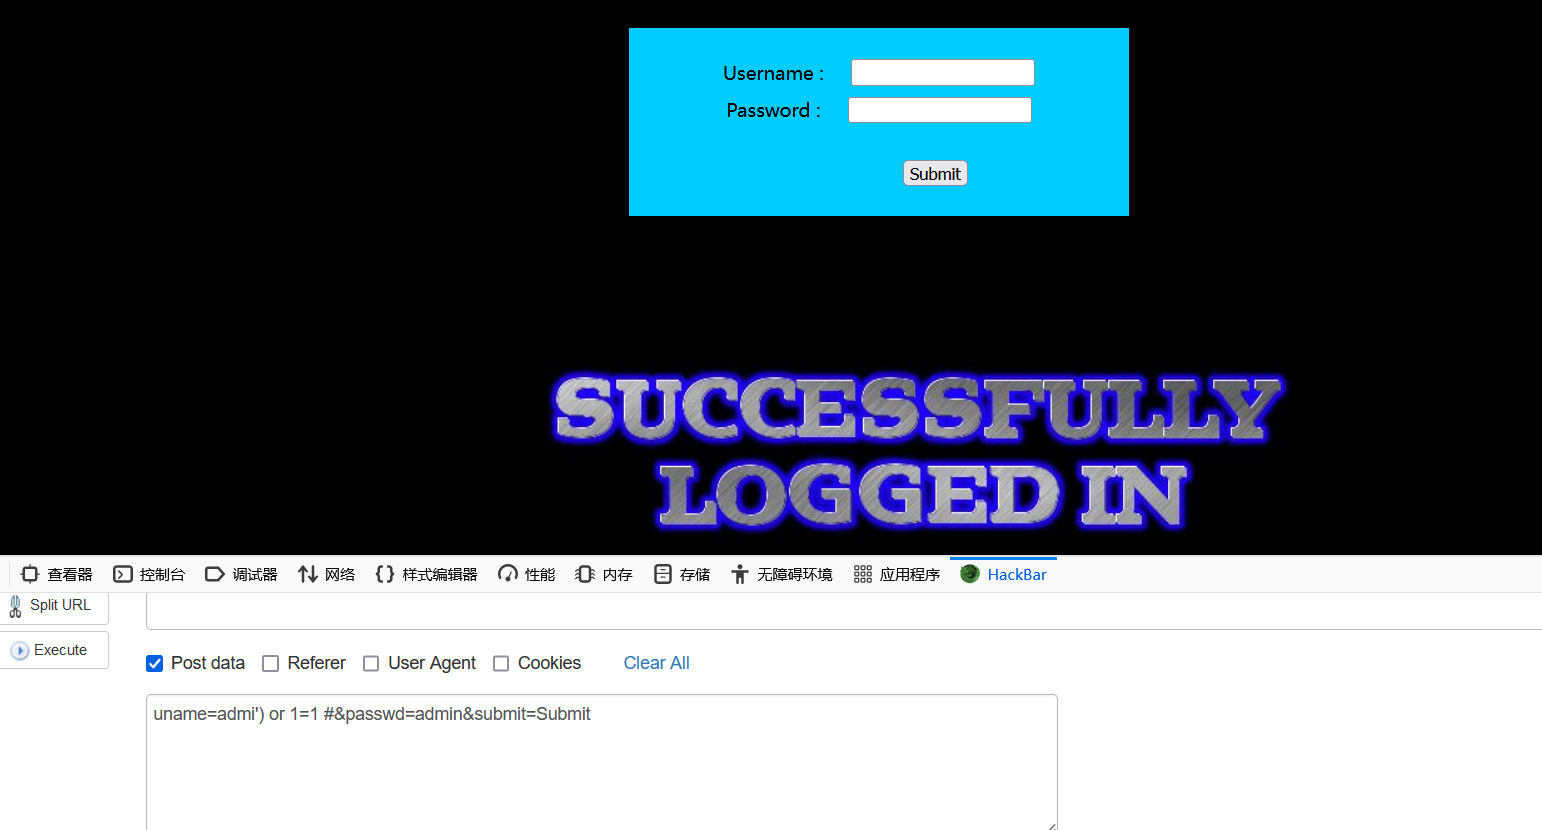 Username :
Password :
Submit
SUCCESSFULLY
LOGGED IN
查看器 控制台 调试器 网络 样式编辑器 性能 内存 存储 无障碍环境 应用程序 HackBar
Split URL
Execute
Post data Referer User Agent Cookies Clear All
uname=admi') or 1=1 #&passwd=admin&submit=Submit